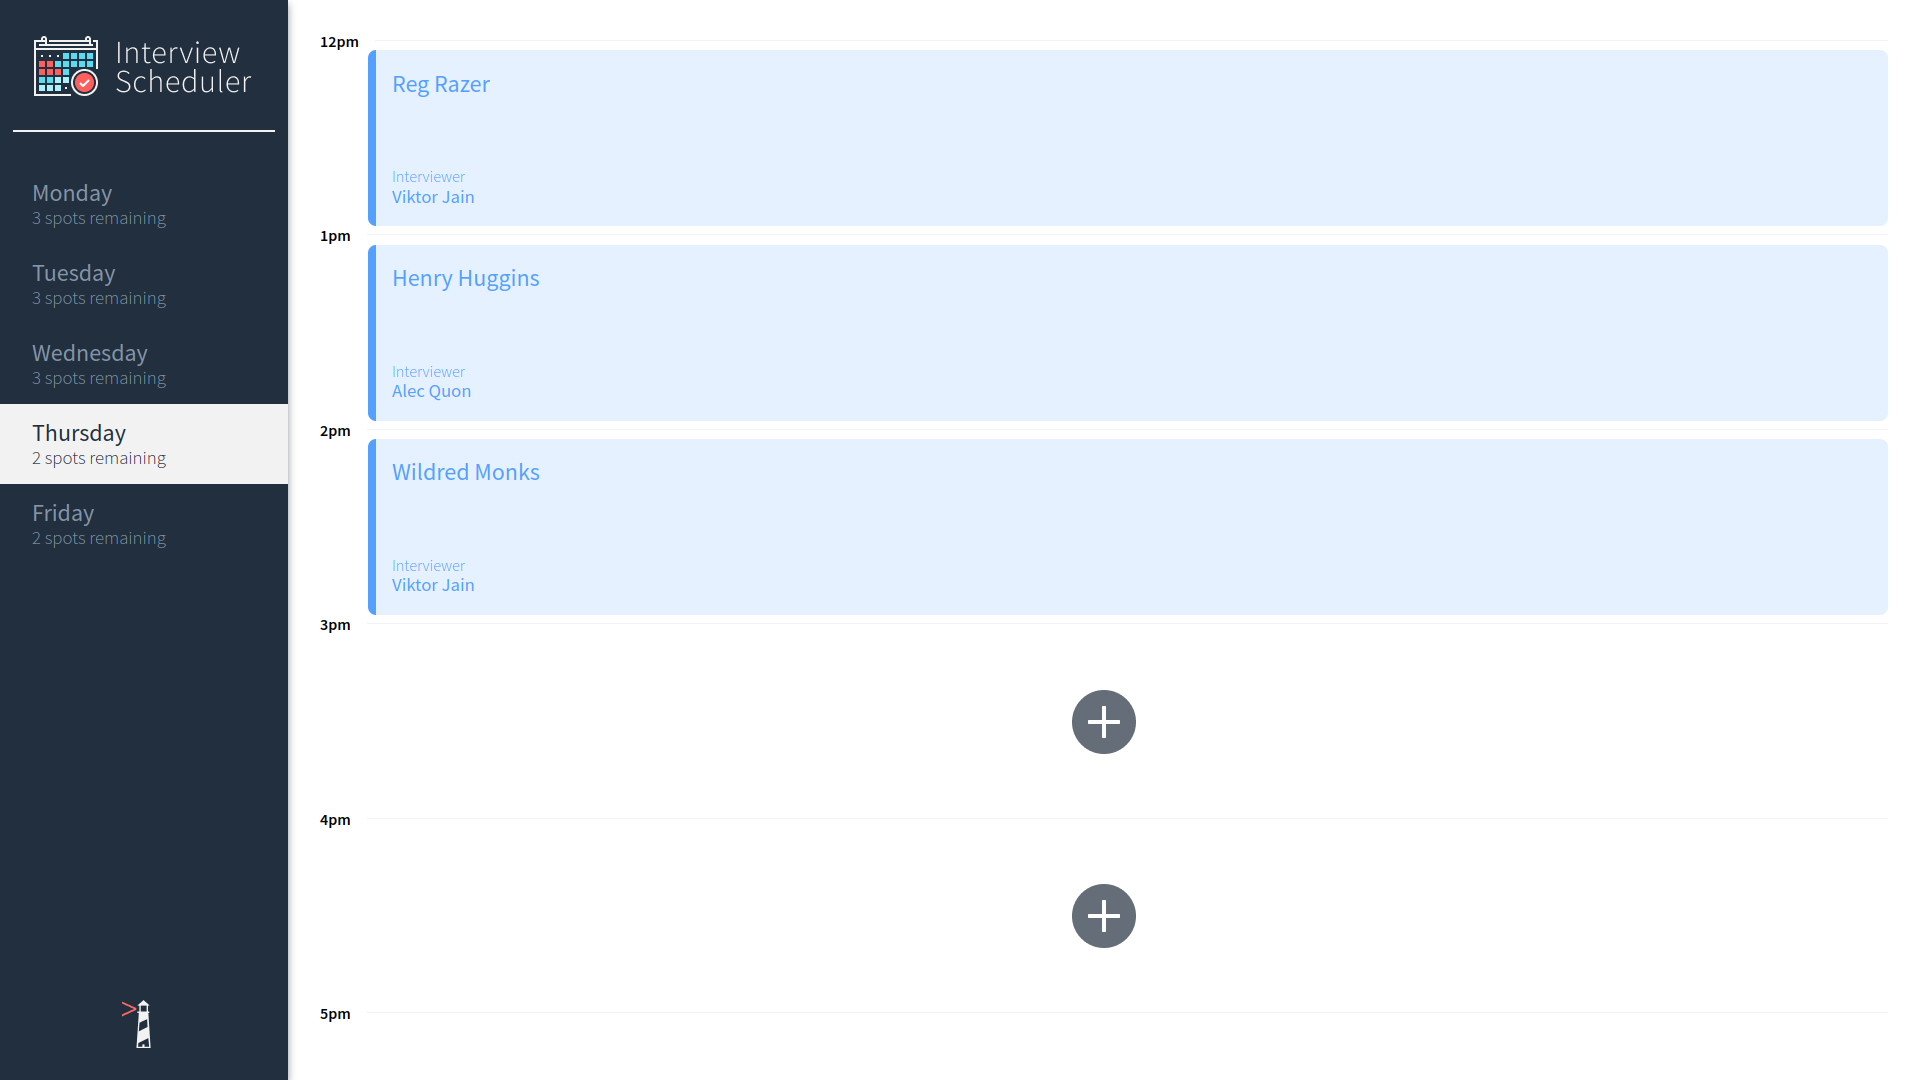 Interview
Scheduler
Monday
3 spots remaining
Tuesday
3 spots remaining
Wednesday
3 spots remaining
Thursday
2 spots remaining
Friday
2 spots remaining
12pm
Reg Razer
Interviewer
Viktor Jain
1pm
Henry Huggins
Interviewer
Alec Quon
2pm
Wildred Monks
Interviewer
Viktor Jain
3pm
4pm
5pm